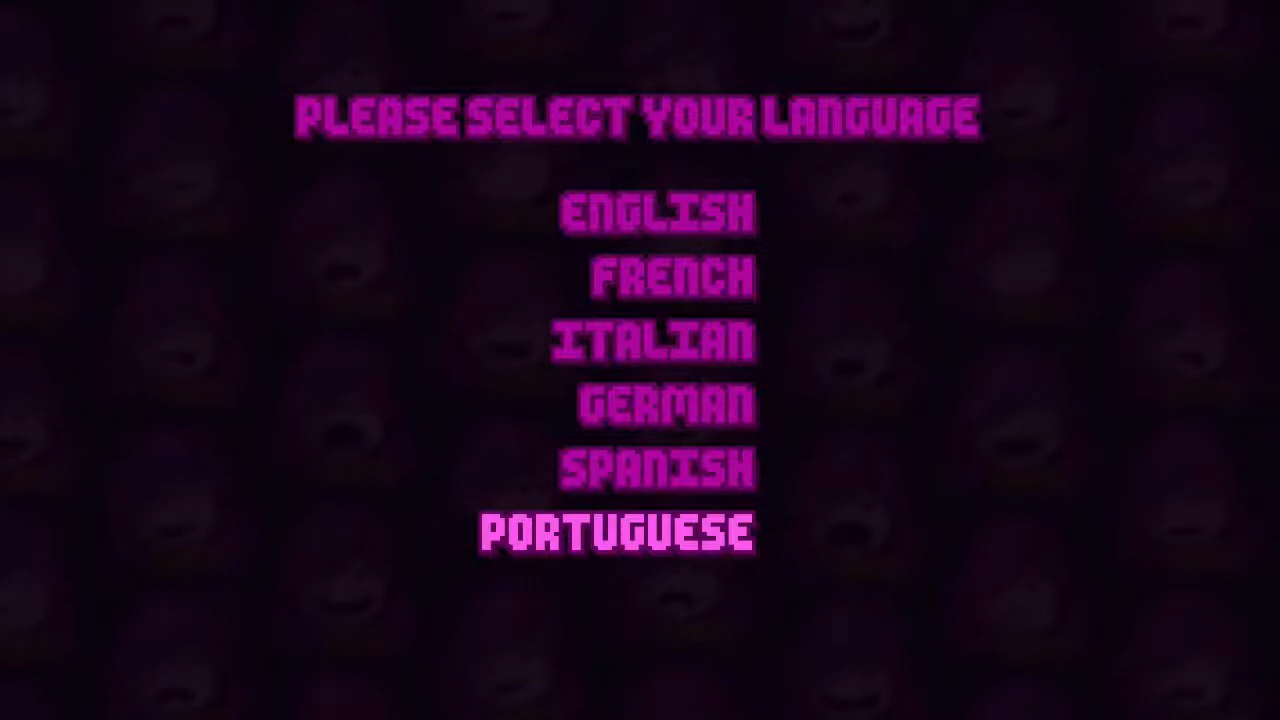 PLEASE SELECT YOUR LANGUAGE
ENGLISH
FRENCH
ITALIAN
GERMAN
SPANISH
PORTUGUESE